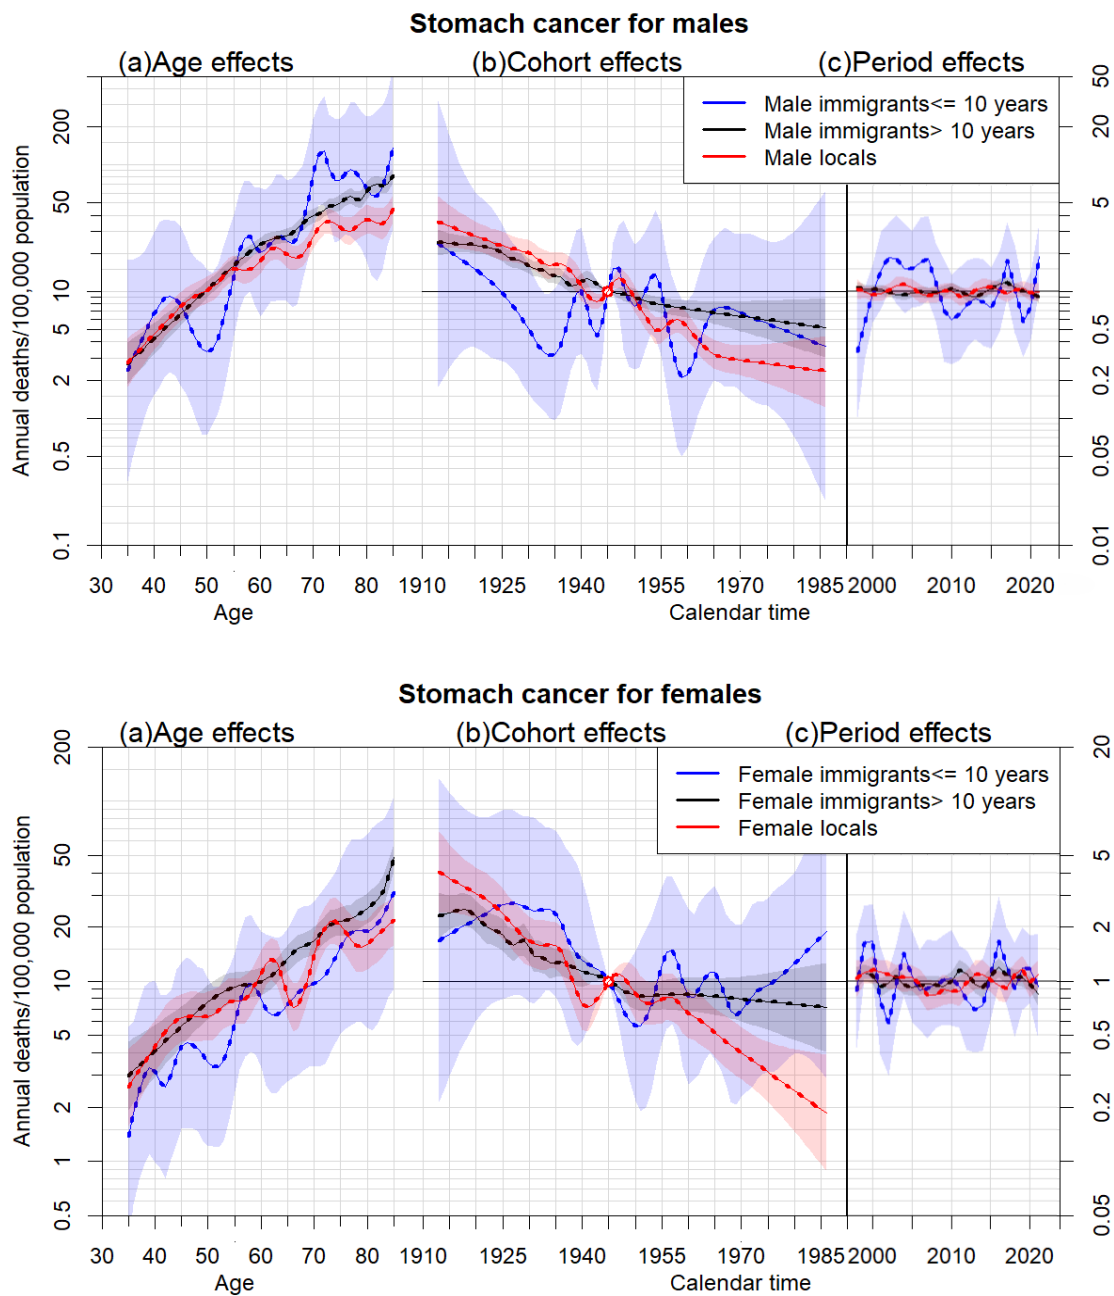 Stomach cancer for males
(a)Age effects (b)Cohort effects (c)Period effects
Male immigrants<= 10 years
Male immigrants> 10 years
Male locals
Annual deaths/100,000 population
200
50
10
5
2
0.5
0.1
50
20
5
1
0.5
0.2
0.05
0.01
30 40 50 60 70 80 1910 1925 1940 1955 1970 1985 2000 2010 2020
Age Calendar time
Stomach cancer for females
(a)Age effects (b)Cohort effects (c)Period effects
Female immigrants<= 10 years
Female immigrants> 10 years
Female locals
Annual deaths/100,000 population
200
50
20
10
5
2
1
0.5
20
5
2
1
0.5
0.2
0.05
30 40 50 60 70 80 1910 1925 1940 1955 1970 1985 2000 2010 2020
Age Calendar time